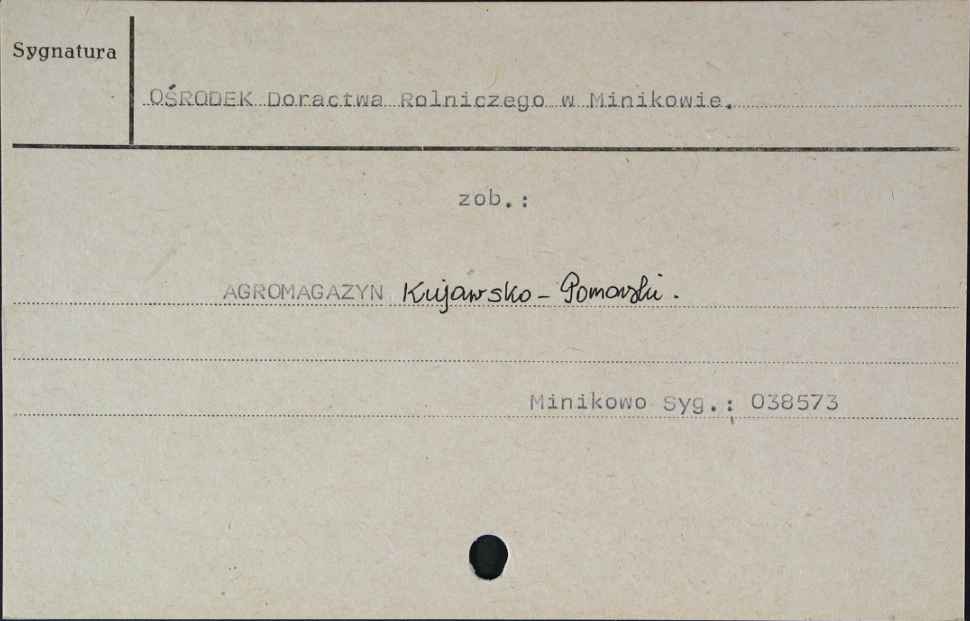 Sygnatura
OŚRODEK Doractwa Rolniczego w Minikowie.
zob.:
AGROMAGAZYN Kujawsko-Pomorski.
Minikowo syg.: 038573